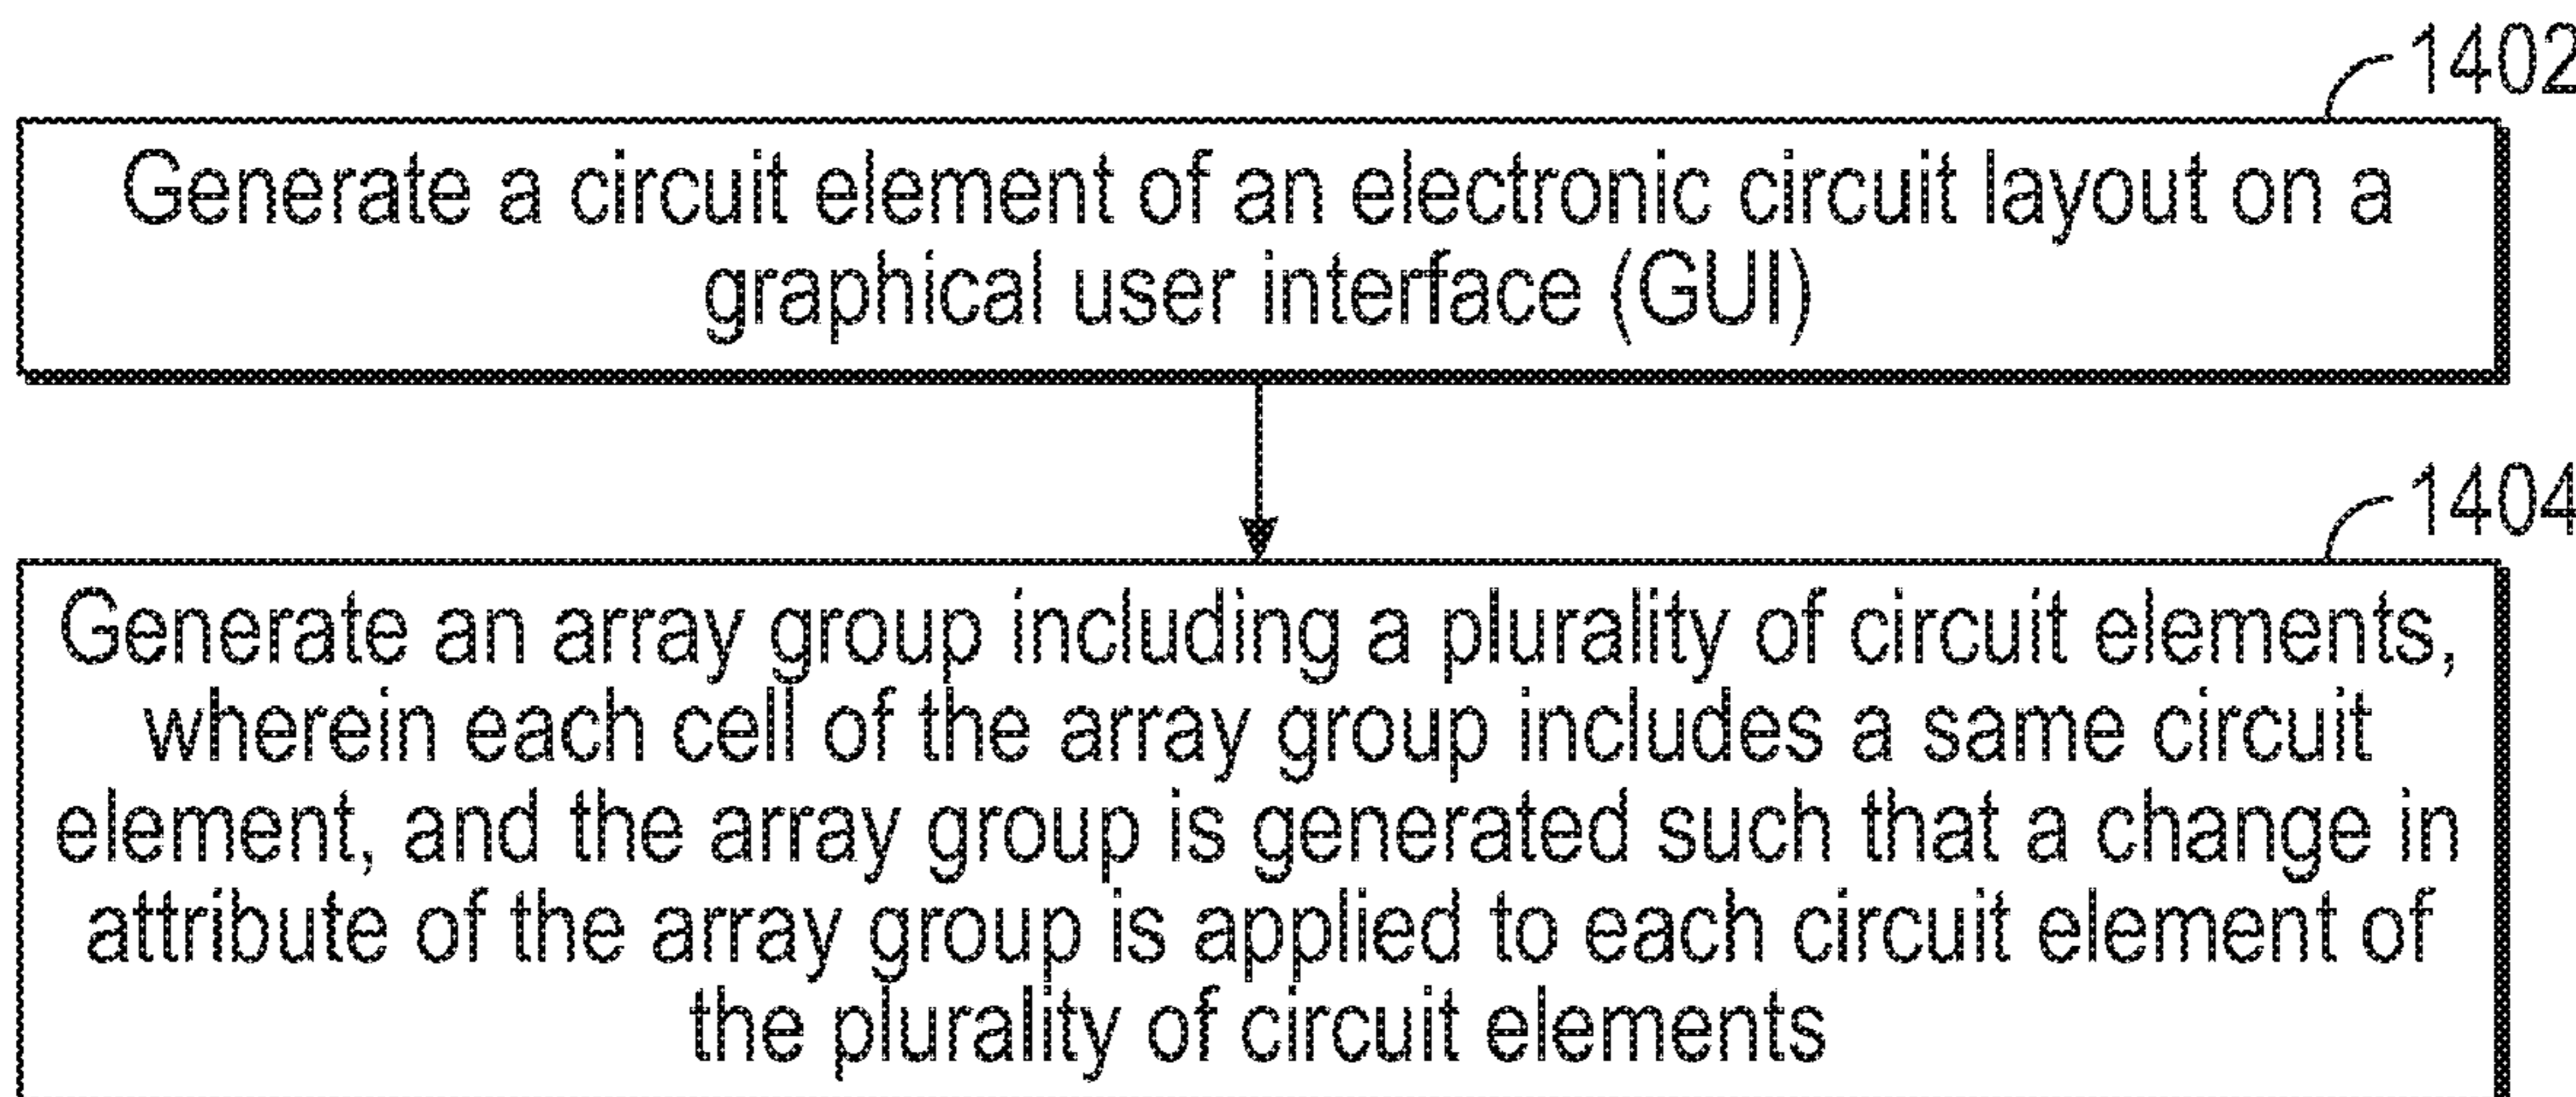 1402
Generate a circuit element of an electronic circuit layout on a
graphical user interface (GUI)
1404
Generate an array group including a plurality of circuit elements,
wherein each cell of the array group includes a same circuit
element, and the array group is generated such that a change in
attribute of the array group is applied to each circuit element of
the plurality of circuit elements